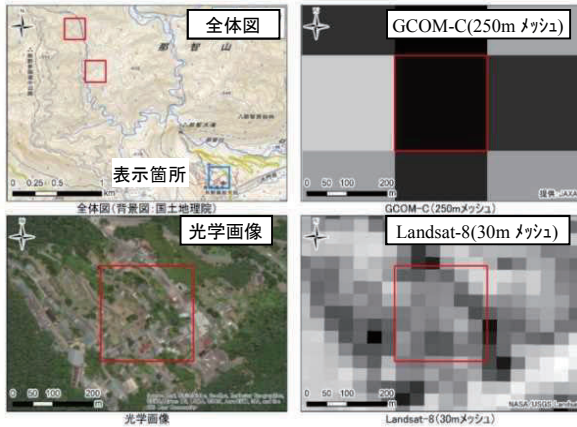 全体図
那智山
表示箇所
0 0.25 0.5 1
km
全体図(背景図:国土地理院)
GCOM-C(250m メッシュ)
0 50 100 200
m
提供:JAXA
GCOM-C(250mメッシュ)
光学画像
0 50 100 200
m
光学画像
Landsat-8(30m メッシュ)
0 50 100 200
m
NASA/USGS Landsat
Landsat-8(30mメッシュ)